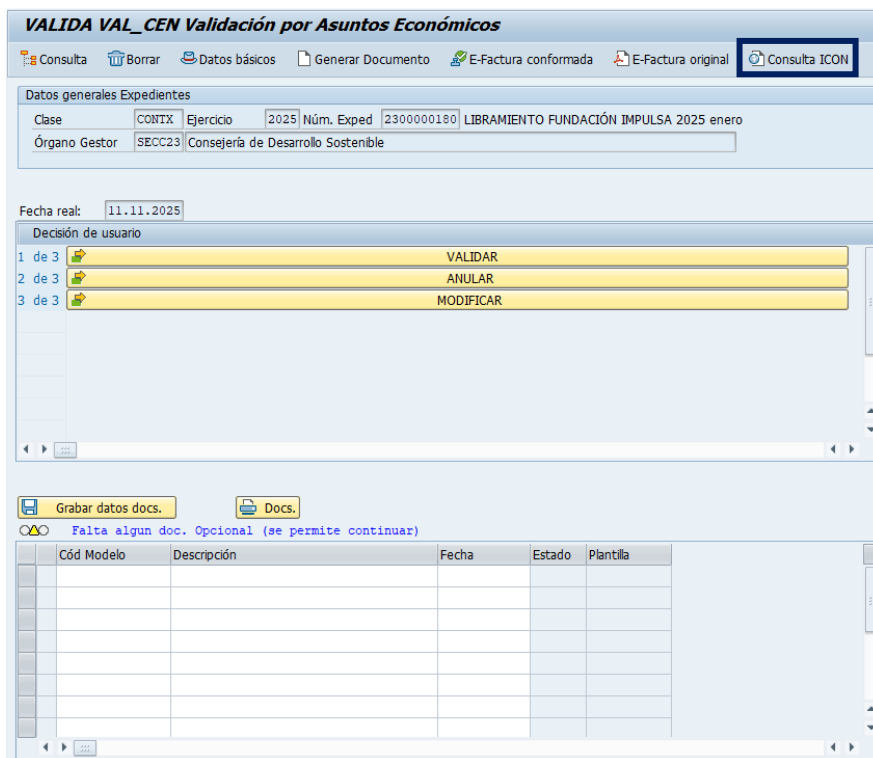 VALIDA VAL_CEN Validación por Asuntos Económicos
Consulta Borrar Datos básicos Generar Documento E-Factura conformada E-Factura original Consulta ICON
Datos generales Expedientes
Clase CONTX Ejercicio 2025 Núm. Exped 2300000180 LIBRAMIENTO FUNDACIÓN IMPULSA 2025 enero
Órgano Gestor SECC23 Consejería de Desarrollo Sostenible
Fecha real: 11.11.2025
Decisión de usuario
1 de 3 VALIDAR
2 de 3 ANULAR
3 de 3 MODIFICAR
Grabar datos docs. Docs.
Falta algun doc. Opcional (se permite continuar)
Cód Modelo Descripción Fecha Estado Plantilla